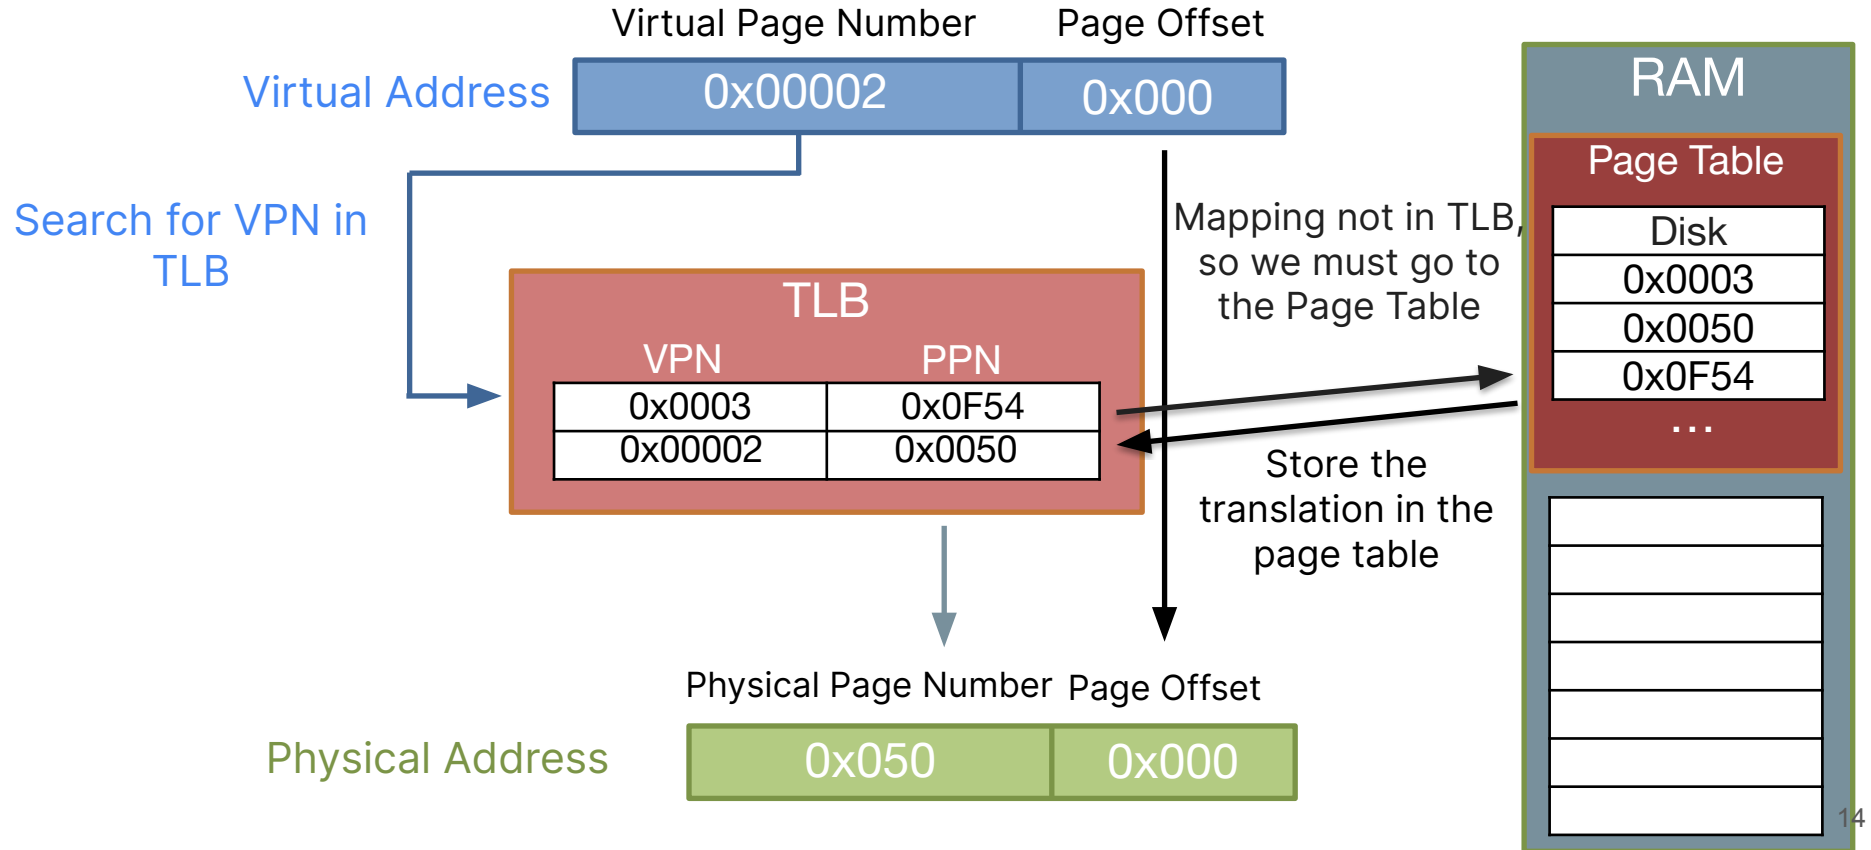 Virtual Page Number
Page Offset
Virtual Address
0x00002
0x000
RAM
Page Table
Disk
0x0003
0x0050
0x0F54
...
Search for VPN in
TLB
Mapping not in TLB,
so we must go to
the Page Table
TLB
VPN
PPN
0x0003
0x0F54
0x00002
0x0050
Store the
translation in the
page table
Physical Page Number
Page Offset
Physical Address
0x050
0x000
14